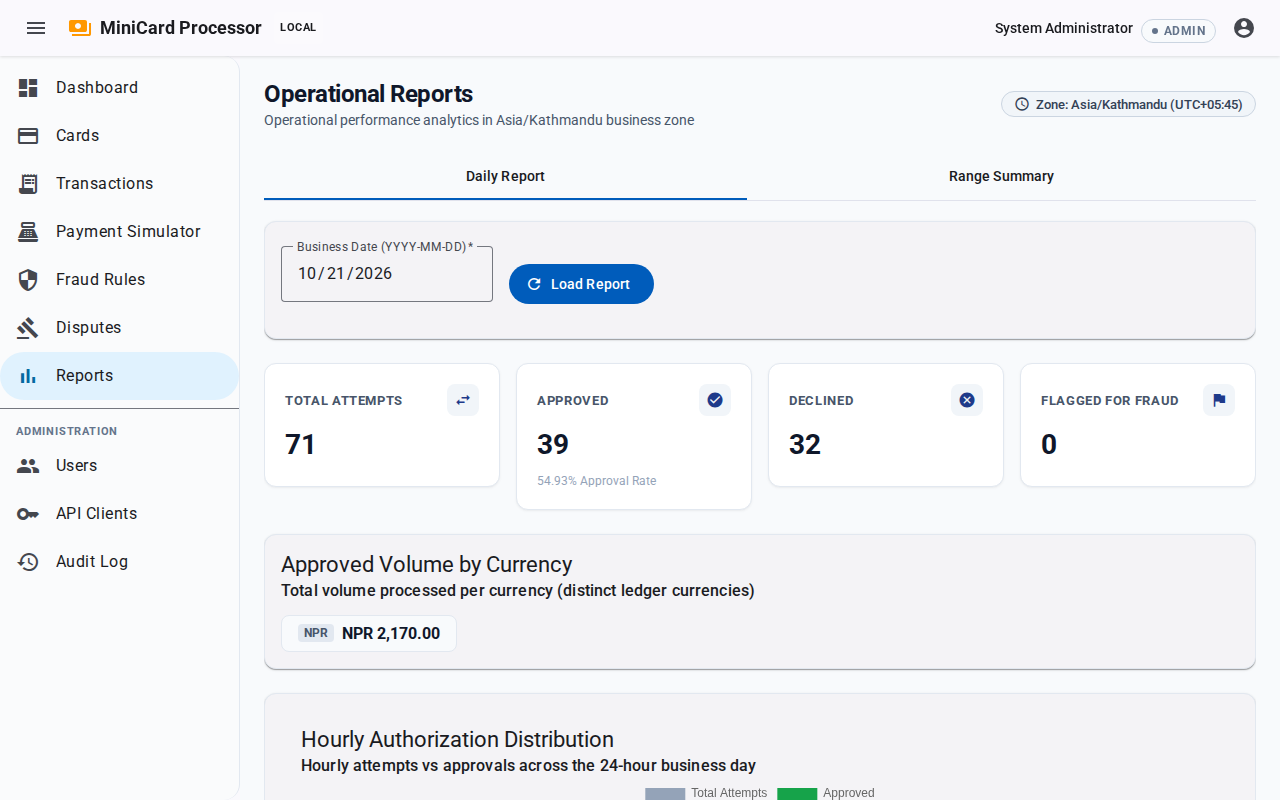 MiniCard Processor
LOCAL
System Administrator
ADMIN
Dashboard
Cards
Transactions
Payment Simulator
Fraud Rules
Disputes
Reports
ADMINISTRATION
Users
API Clients
Audit Log
Operational Reports
Operational performance analytics in Asia/Kathmandu business zone
Zone: Asia/Kathmandu (UTC+05:45)
Daily Report
Range Summary
Business Date (YYYY-MM-DD)*
10/21/2026
Load Report
TOTAL ATTEMPTS
71
APPROVED
39
54.93% Approval Rate
DECLINED
32
FLAGGED FOR FRAUD
0
Approved Volume by Currency
Total volume processed per currency (distinct ledger currencies)
NPR NPR 2,170.00
Hourly Authorization Distribution
Hourly attempts vs approvals across the 24-hour business day
Total Attempts
Approved